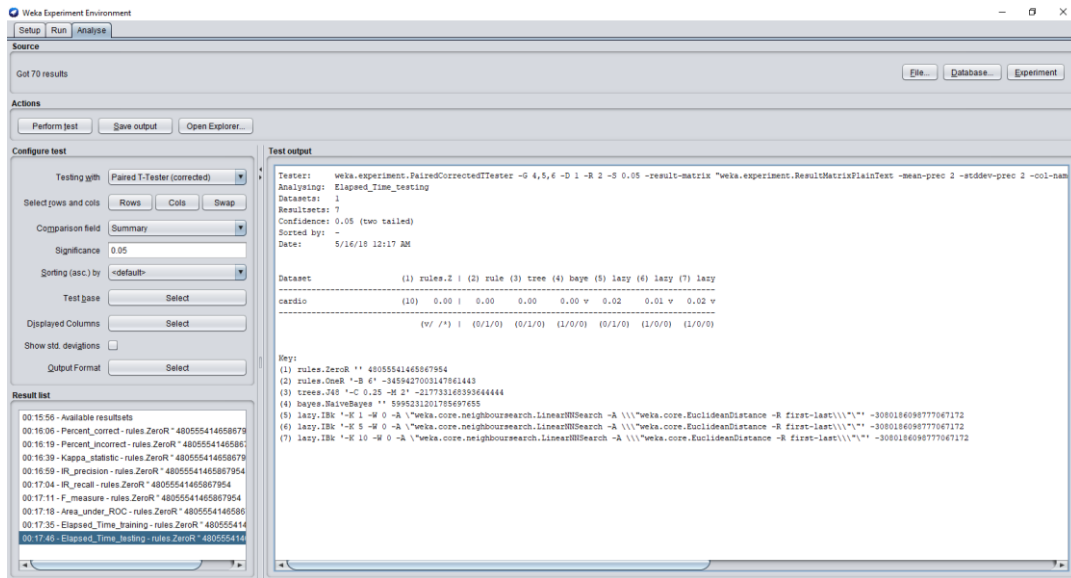 Weka Experiment Environment
Setup Run Analyse
Source
Got 70 results
File... Database... Experiment
Actions
Perform test Save output Open Explorer...
Configure test
Testing with Paired T-Tester (corrected)
Select rows and cols Rows Cols Swap
Comparison field Summary
Significance 0.05
Sorting (asc.) by <default>
Test base Select
Displayed Columns Select
Show std. deviations
Output Format Select
Result list
00:15:56 - Available resultsets
00:16:06 - Percent_correct - rules.ZeroR '' 480555414658679
00:16:19 - Percent_incorrect - rules.ZeroR '' 4805554146586
00:16:39 - Kappa_statistic - rules.ZeroR '' 480555414658679
00:16:59 - IR_precision - rules.ZeroR '' 48055541465867954
00:17:04 - IR_recall - rules.ZeroR '' 48055541465867954
00:17:11 - F_measure - rules.ZeroR '' 48055541465867954
00:17:18 - Area_under_ROC - rules.ZeroR '' 4805554146586
00:17:35 - Elapsed_Time_training - rules.ZeroR '' 480555414
00:17:46 - Elapsed_Time_testing - rules.ZeroR '' 480555414
Test output
Tester: weka.experiment.PairedCorrectedTTester -G 4,5,6 -D 1 -R 2 -S 0.05 -result-matrix "weka.experiment.ResultMatrixPlainText -mean-prec 2 -stddev-prec 2 -col-nam
Analysing: Elapsed_Time_testing
Datasets: 1
Resultsets: 7
Confidence: 0.05 (two tailed)
Sorted by: -
Date: 5/16/18 12:17 AM
Dataset (1) rules.Z | (2) rule (3) tree (4) baye (5) lazy (6) lazy (7) lazy
cardio (10) 0.00 | 0.00 0.00 0.00 v 0.02 0.01 v 0.02 v
(v/ /*) | (0/1/0) (0/1/0) (1/0/0) (0/1/0) (1/0/0) (1/0/0)
Key:
(1) rules.ZeroR '' 48055541465867954
(2) rules.OneR '-B 6' -3459427003147861443
(3) trees.J48 '-C 0.25 -M 2' -217733168393644444
(4) bayes.NaiveBayes '' 5995231201785697655
(5) lazy.IBk '-K 1 -W 0 -A \"weka.core.neighboursearch.LinearNNSearch -A \\\"weka.core.EuclideanDistance -R first-last\\\"\"' -3080186098777067172
(6) lazy.IBk '-K 5 -W 0 -A \"weka.core.neighboursearch.LinearNNSearch -A \\\"weka.core.EuclideanDistance -R first-last\\\"\"' -3080186098777067172
(7) lazy.IBk '-K 10 -W 0 -A \"weka.core.neighboursearch.LinearNNSearch -A \\\"weka.core.EuclideanDistance -R first-last\\\"\"' -3080186098777067172